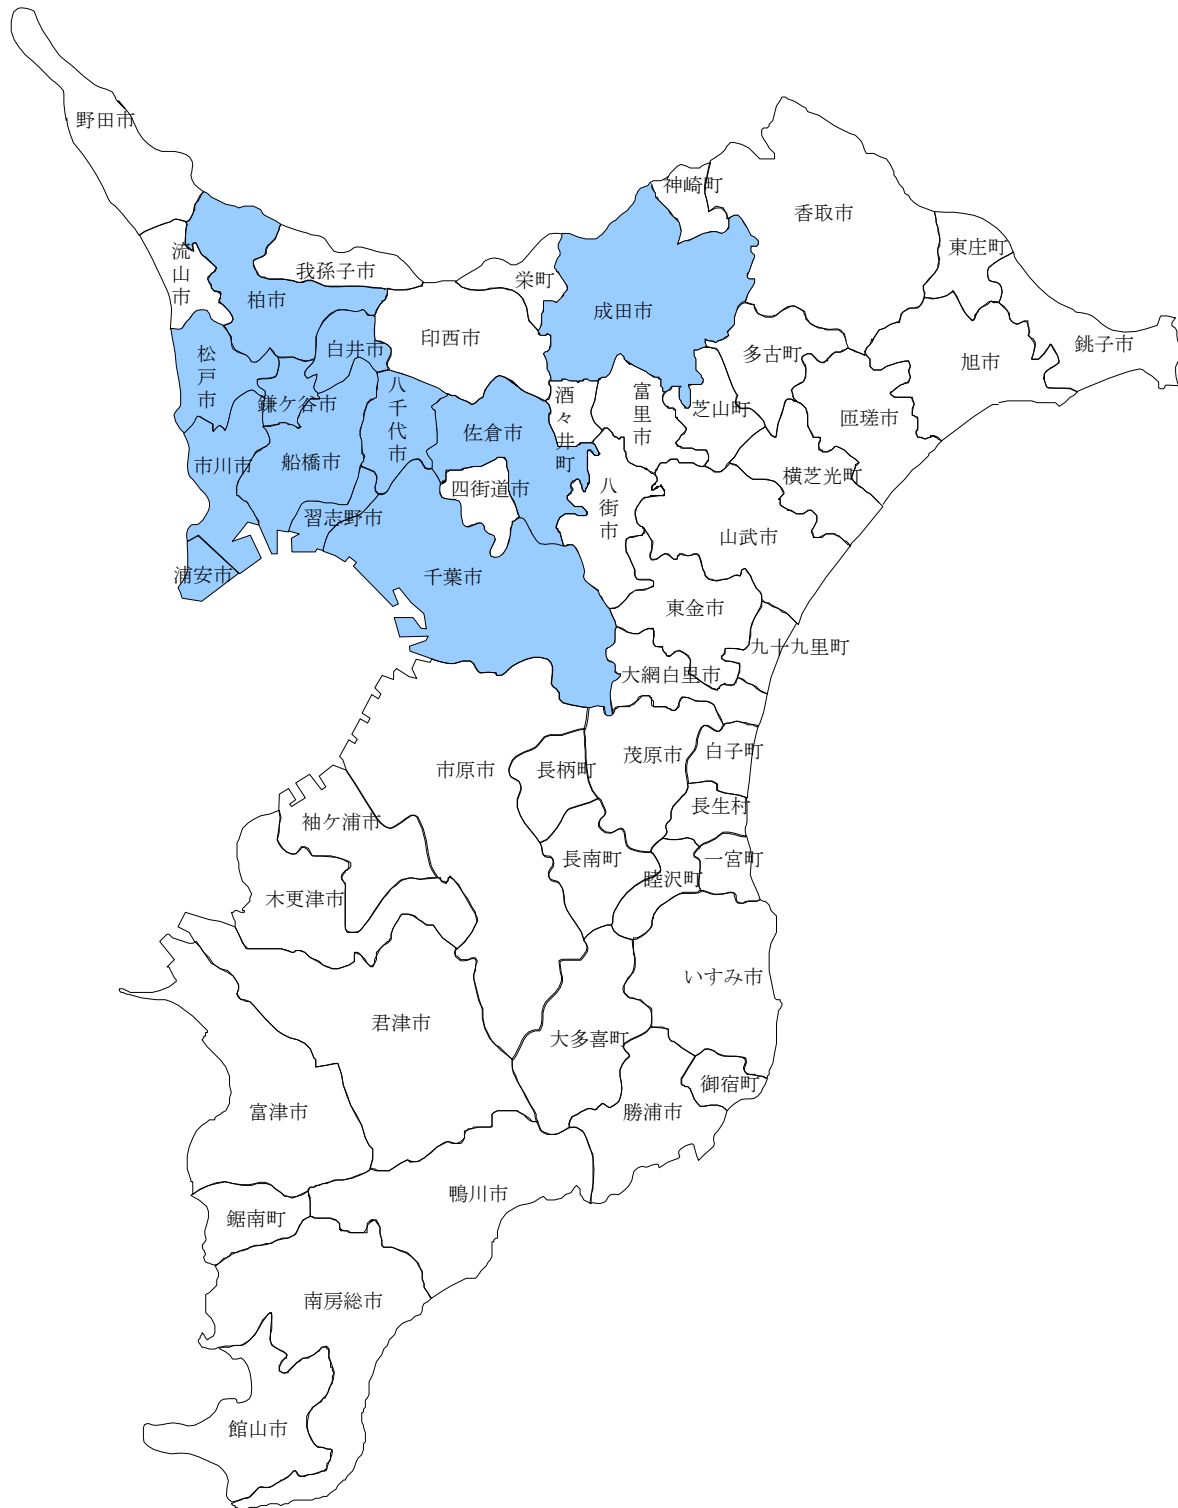 野田市
神崎町
香取市
東庄町
流山市
我孫子市
栄町
柏市
成田市
印西市
白井市
多古町
銚子市
旭市
松戸市
鎌ケ谷市
八千代市
酒々井町
富里市
芝山町
匝瑳市
佐倉市
市川市
船橋市
横芝光町
四街道市
八街市
習志野市
山武市
浦安市
千葉市
東金市
九十九里町
大網白里市
市原市
長柄町
茂原市
白子町
長生村
袖ケ浦市
長南町
一宮町
睦沢町
木更津市
いすみ市
君津市
大多喜町
御宿町
富津市
勝浦市
鴨川市
鋸南町
南房総市
館山市